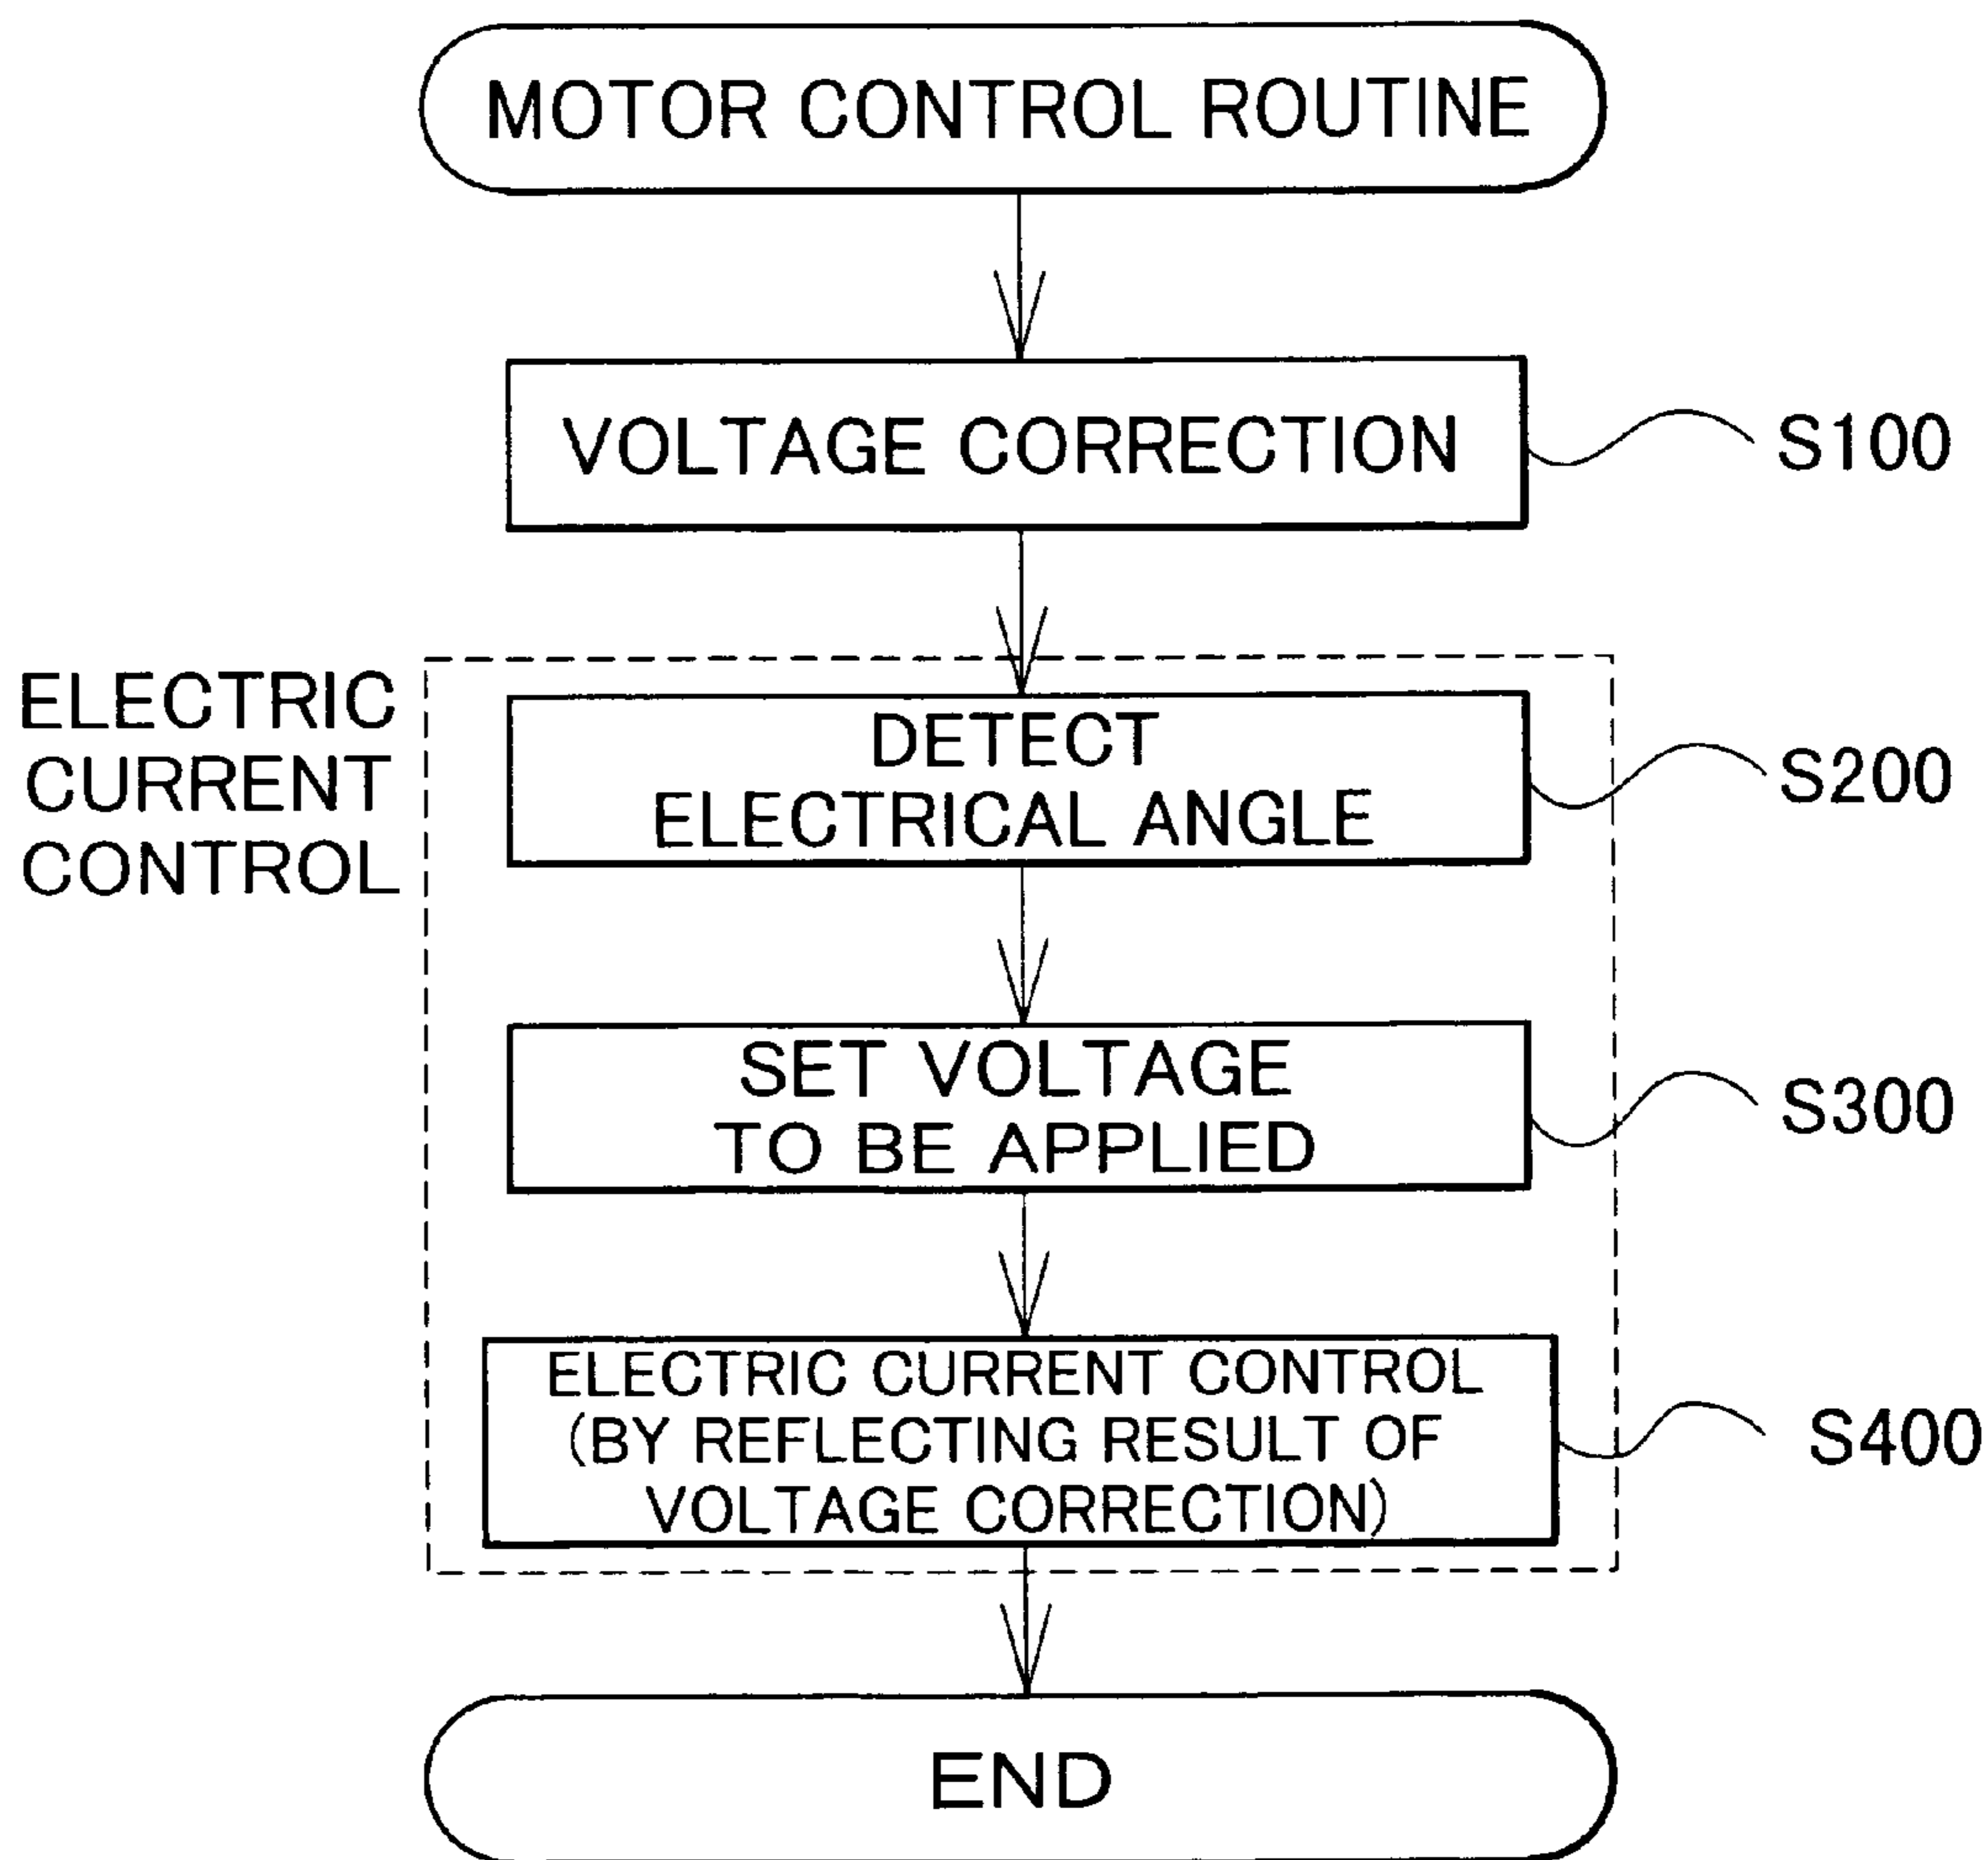 MOTOR CONTROL ROUTINE
VOLTAGE CORRECTION
S100
ELECTRIC
CURRENT
CONTROL
DETECT
ELECTRICAL ANGLE
S200
SET VOLTAGE
TO BE APPLIED
S300
ELECTRIC CURRENT CONTROL
(BY REFLECTING RESULT OF
VOLTAGE CORRECTION)
S400
END